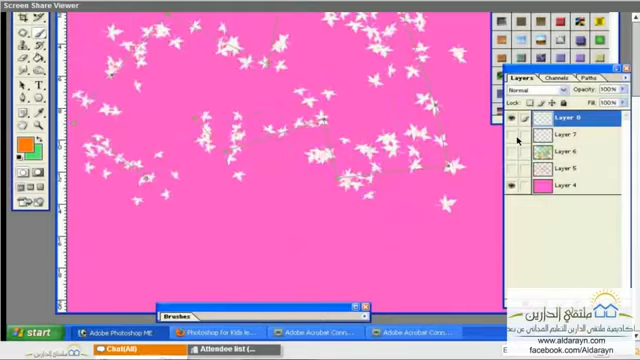 Screen Share Viewer
Layers
Channels
Paths
Normal
Opacity: 100%
Lock:
Fill: 100%
Layer 8
Layer 7
Layer 6
Layer 5
Layer 4
Brushes
start
Adobe Photoshop ME
Photoshop for Kids le...
Adobe Acrobat Conn...
Adobe Acrobat Conn...
Chat(All)
Attendee list (...
ملتقى الدارين
www.aldarayn.com
facebook.com/Aldarayn